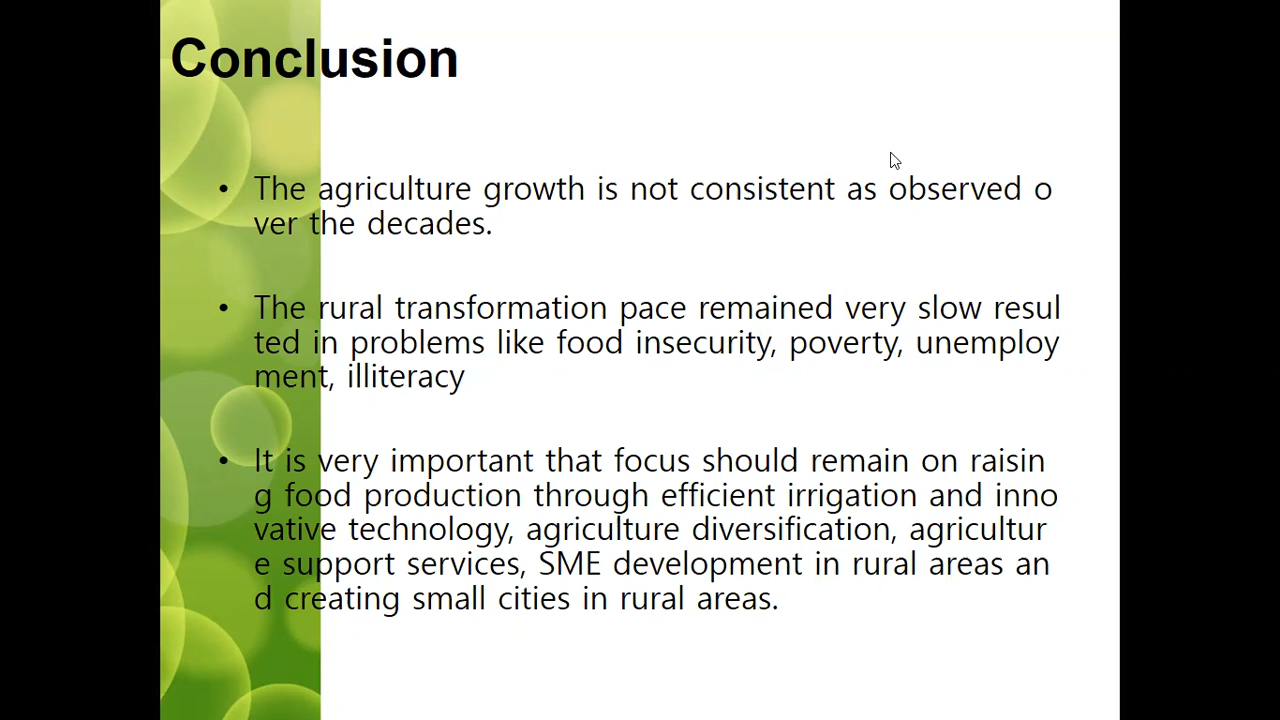 Conclusion
• The agriculture growth is not consistent as observed o
ver the decades.
• The rural transformation pace remained very slow resul
ted in problems like food insecurity, poverty, unemploy
ment, illiteracy
• It is very important that focus should remain on raisin
g food production through efficient irrigation and inno
vative technology, agriculture diversification, agricultur
e support services, SME development in rural areas an
d creating small cities in rural areas.